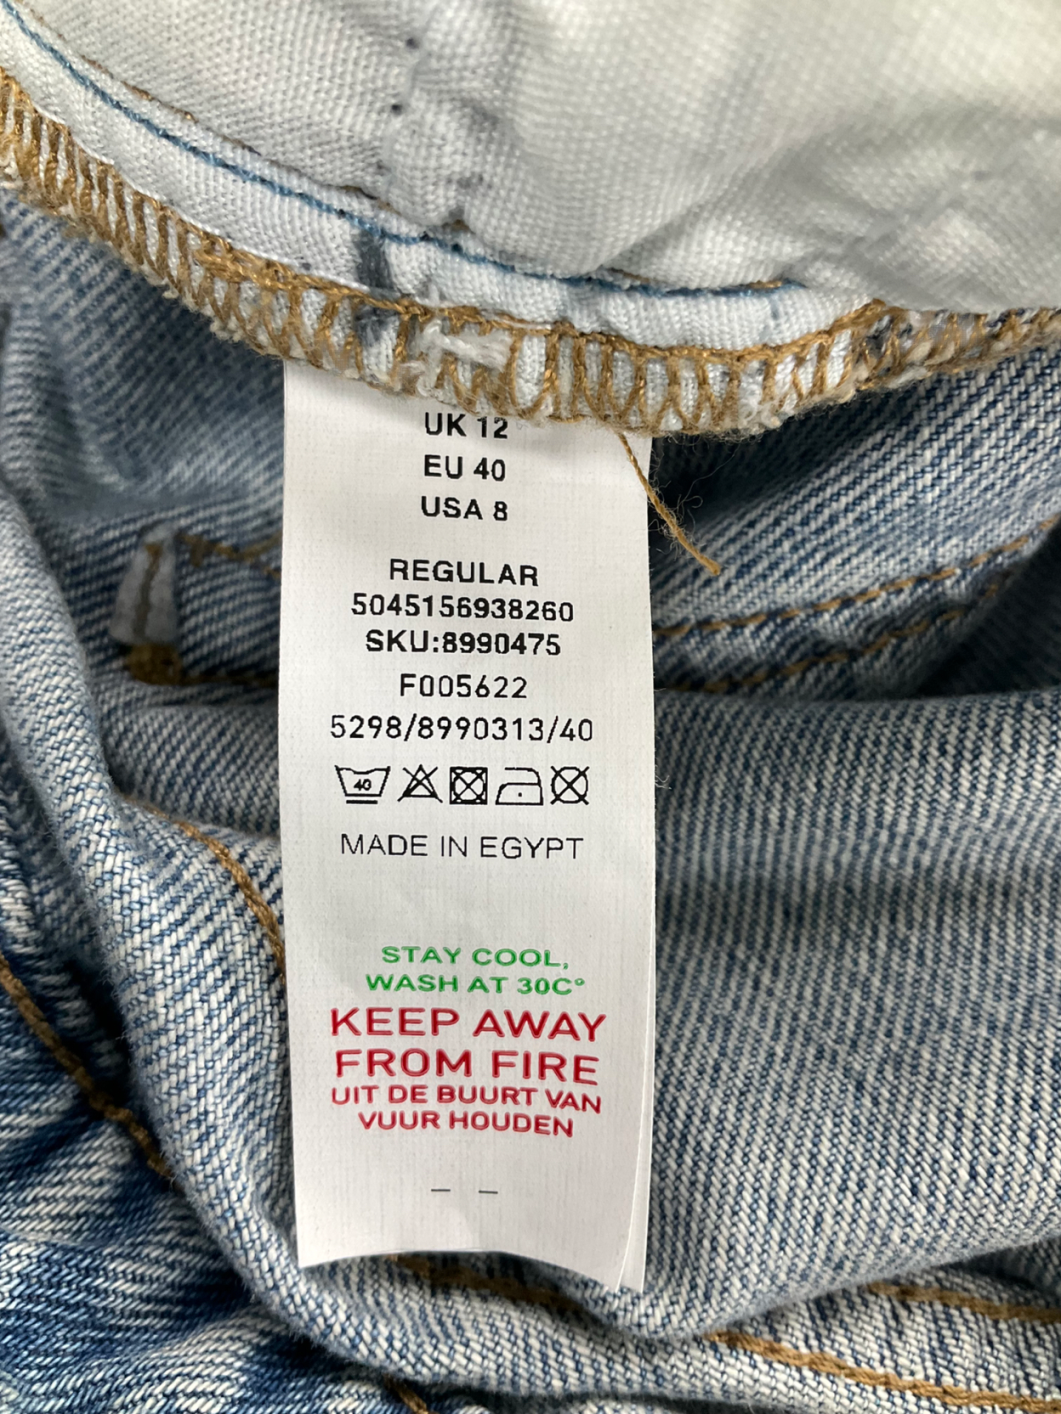 UK 12
EU 40
USA 8
REGULAR
5045156938260
SKU:8990475
F005622
5298/8990313/40
40
MADE IN EGYPT
STAY COOL,
WASH AT 30C°
KEEP AWAY
FROM FIRE
UIT DE BUURT VAN
VUUR HOUDEN
– –